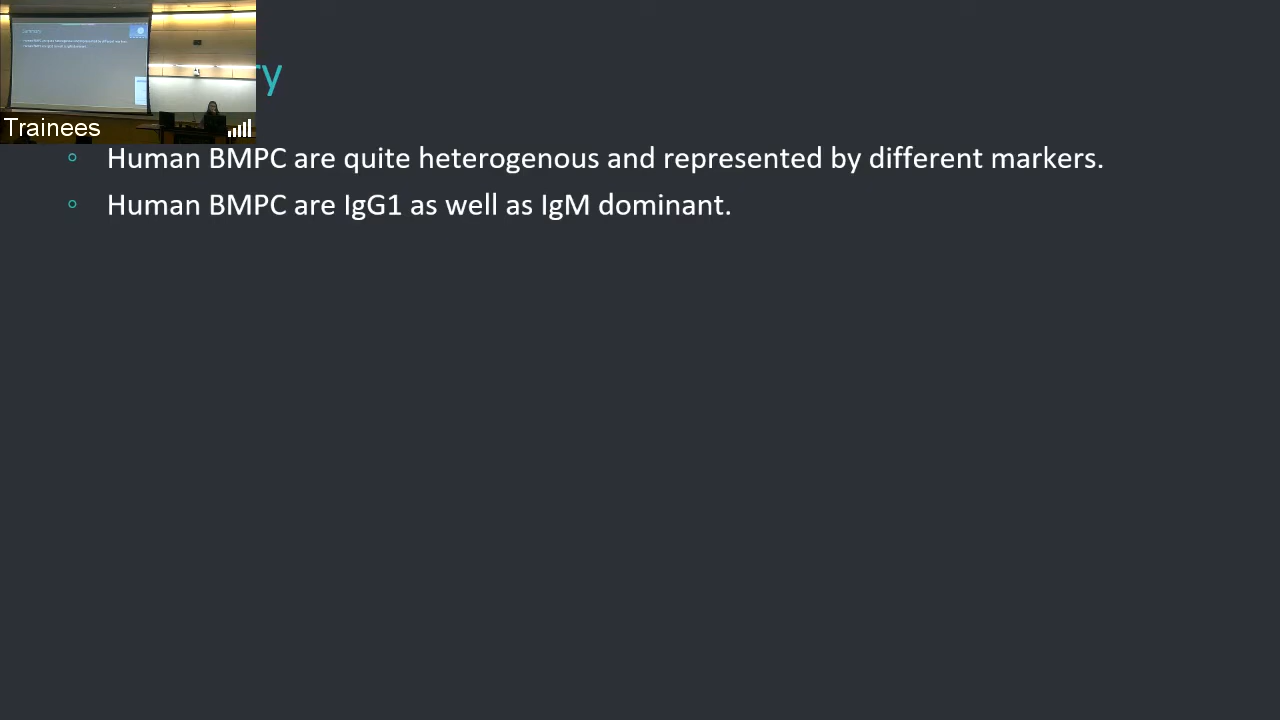 Summary
Trainees
Human BMPC are quite heterogenous and represented by different markers.
Human BMPC are IgG1 as well as IgM dominant.